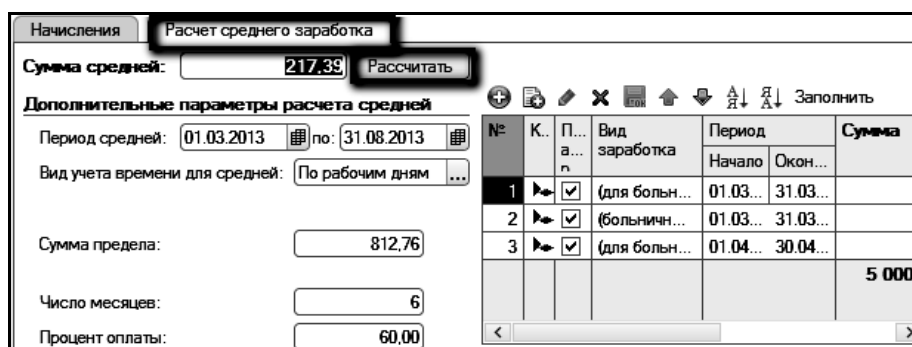 Начисления Расчет среднего заработка
Сумма средней: 217,39 Рассчитать
Дополнительные параметры расчета средней
Период средней: 01.03.2013 по: 31.08.2013
Вид учета времени для средней: По рабочим дням ...
Сумма предела: 812,76
Число месяцев: 6
Процент оплаты: 60,00
Заполнить
№ К.. П... а... Вид заработка Период Сумма
Начало Окон...
1 (для больн... 01.03... 31.03...
2 (больничн... 01.03... 31.03...
3 (для больн... 01.04... 30.04...
5 000